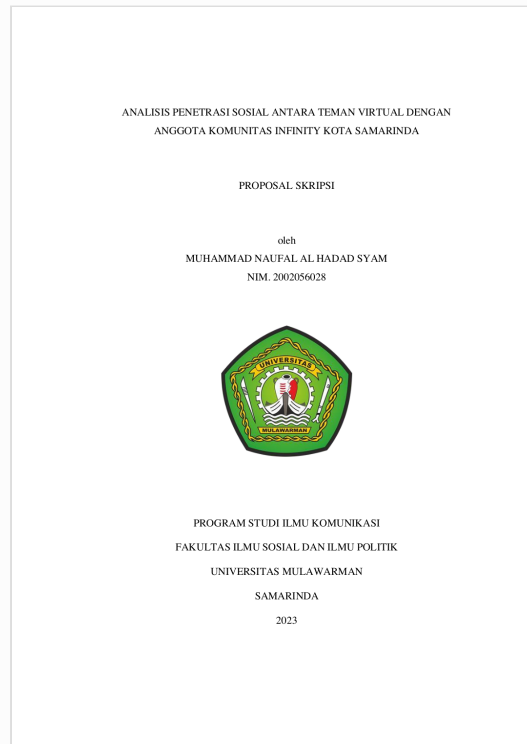 ANALISIS PENETRASI SOSIAL ANTARA TEMAN VIRTUAL DENGAN
ANGGOTA KOMUNITAS INFINITY KOTA SAMARINDA
PROPOSAL SKRIPSI
oleh
MUHAMMAD NAUFAL AL HADAD SYAM
NIM. 2002056028
UNIVERSITAS
MULAWARMAN
PROGRAM STUDI ILMU KOMUNIKASI
FAKULTAS ILMU SOSIAL DAN ILMU POLITIK
UNIVERSITAS MULAWARMAN
SAMARINDA
2023